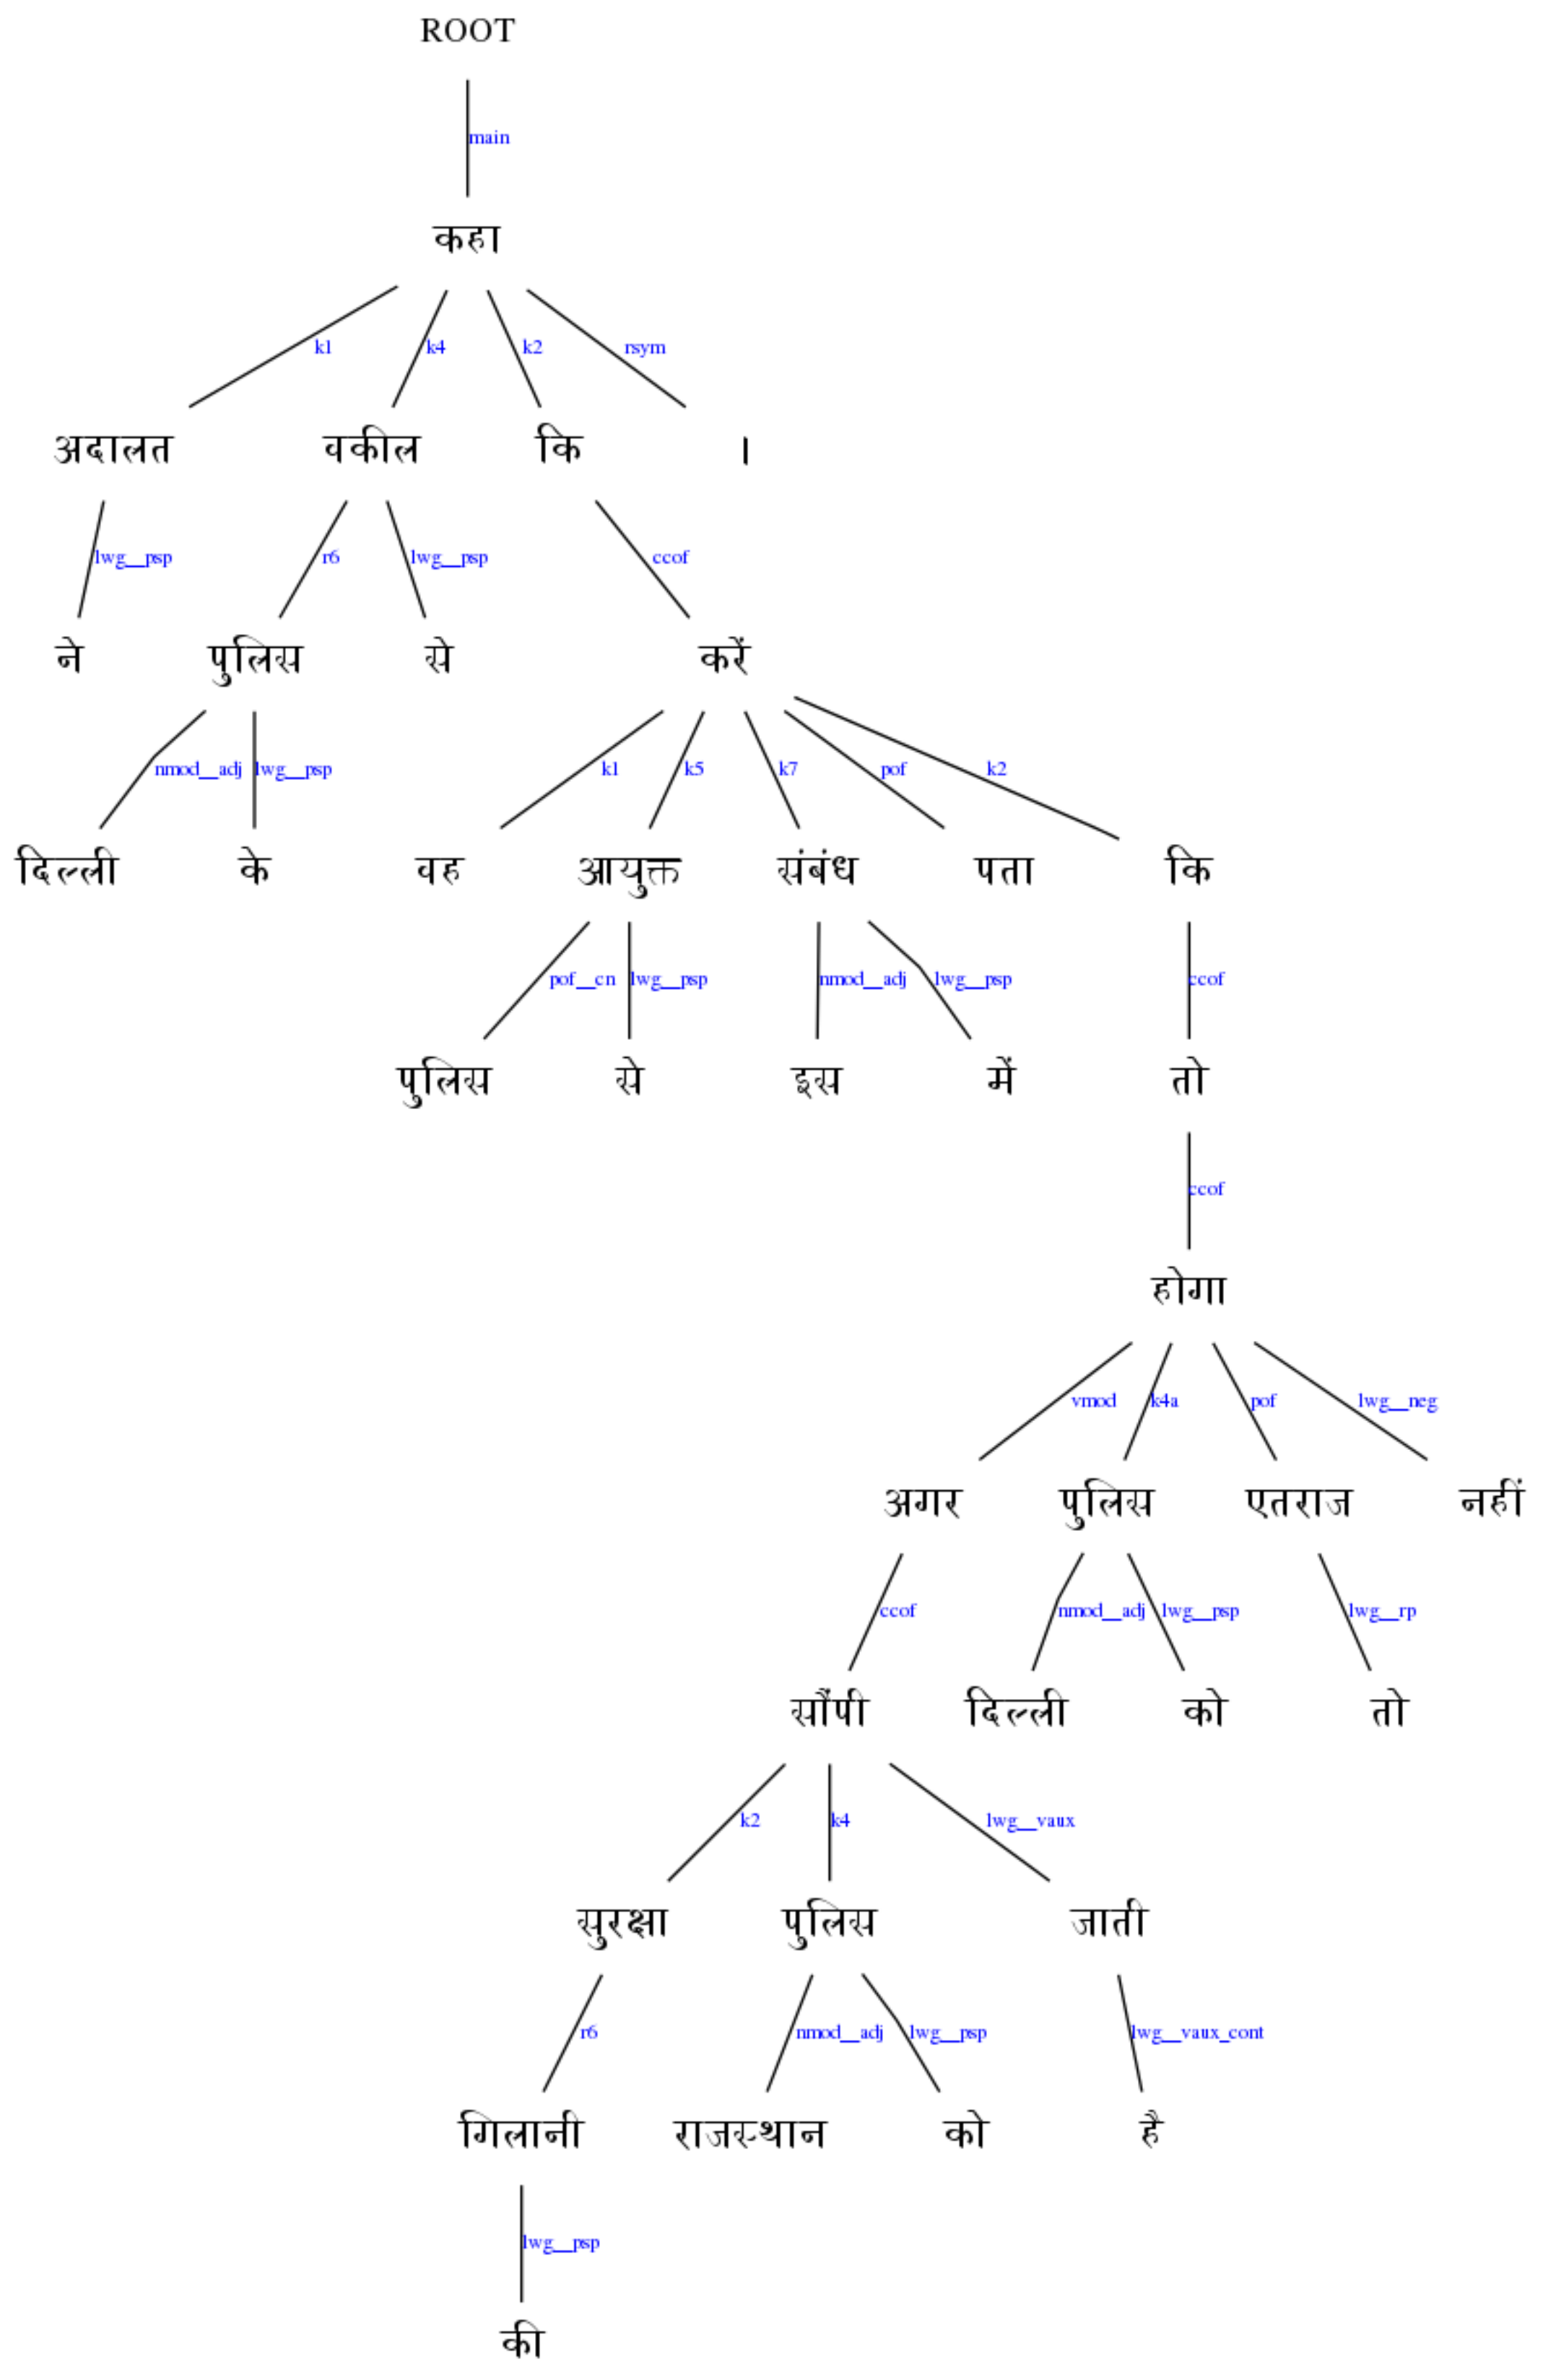 ROOT
main
कहा
k1 k4 k2 rsym
अदालत वकील कि ।
lwg__psp r6 lwg__psp ccof
ने पुलिस से करें
nmod__adj lwg__psp k1 k5 k7 pof k2
दिल्ली के वह आयुक्त संबंध पता कि
pof__cn lwg__psp nmod__adj lwg__psp ccof
पुलिस से इस में तो
ccof
होगा
vmod k4a pof lwg__neg
अगर पुलिस एतराज नहीं
ccof nmod__adj lwg__psp lwg__rp
सौंपी दिल्ली को तो
k2 k4 lwg__vaux
सुरक्षा पुलिस जाती
r6 nmod__adj lwg__psp lwg__vaux_cont
गिलानी राजस्थान को है
lwg__psp
की